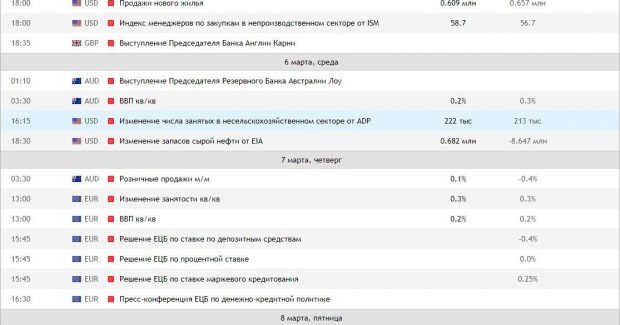 18:00 USD Продажи нового жилья 0.609 млн 0.657 млн
18:00 USD Индекс менеджеров по закупкам в непроизводственном секторе от ISM 58.7 56.7
18:35 GBP Выступление Председателя Банка Англии Карни
6 марта, среда
01:10 AUD Выступление Председателя Резервного Банка Австралии Лоу
03:30 AUD ВВП кв/кв 0.2% 0.3%
16:15 USD Изменение числа занятых в несельскохозяйственном секторе от ADP 222 тыс 213 тыс
18:30 USD Изменение запасов сырой нефти от EIA 0.682 млн -8.647 млн
7 марта, четверг
03:30 AUD Розничные продажи м/м 0.1% -0.4%
13:00 EUR Изменение занятости кв/кв 0.3% 0.3%
13:00 EUR ВВП кв/кв 0.2% 0.2%
15:45 EUR Решение ЕЦБ по ставке по депозитным средствам -0.4%
15:45 EUR Решение ЕЦБ по процентной ставке 0.0%
15:45 EUR Решение ЕЦБ по ставке маржевого кредитования 0.25%
16:30 EUR Пресс-конференция ЕЦБ по денежно-кредитной политике
8 марта, пятница